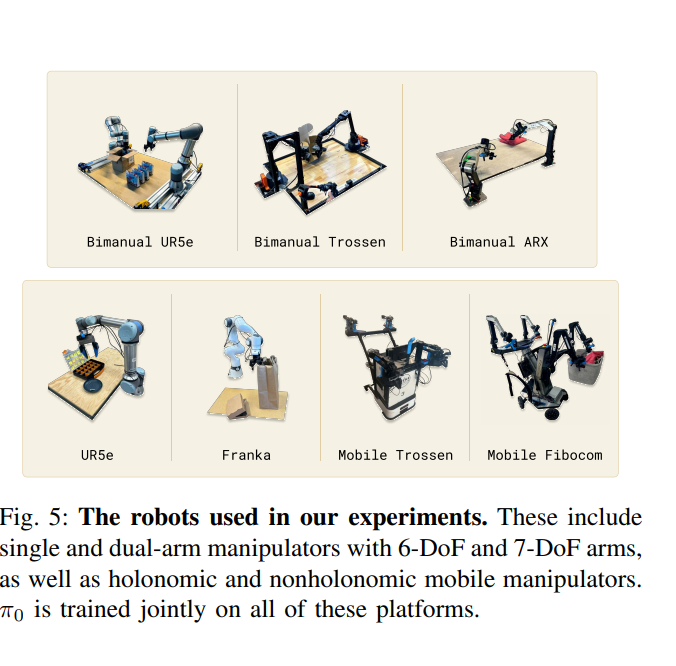 Bimanual UR5e
Bimanual Trossen
Bimanual ARX
UR5e
Franka
Mobile Trossen
Mobile Fibocom
Fig. 5: The robots used in our experiments. These include
single and dual-arm manipulators with 6-DoF and 7-DoF arms,
as well as holonomic and nonholonomic mobile manipulators.
π₀ is trained jointly on all of these platforms.